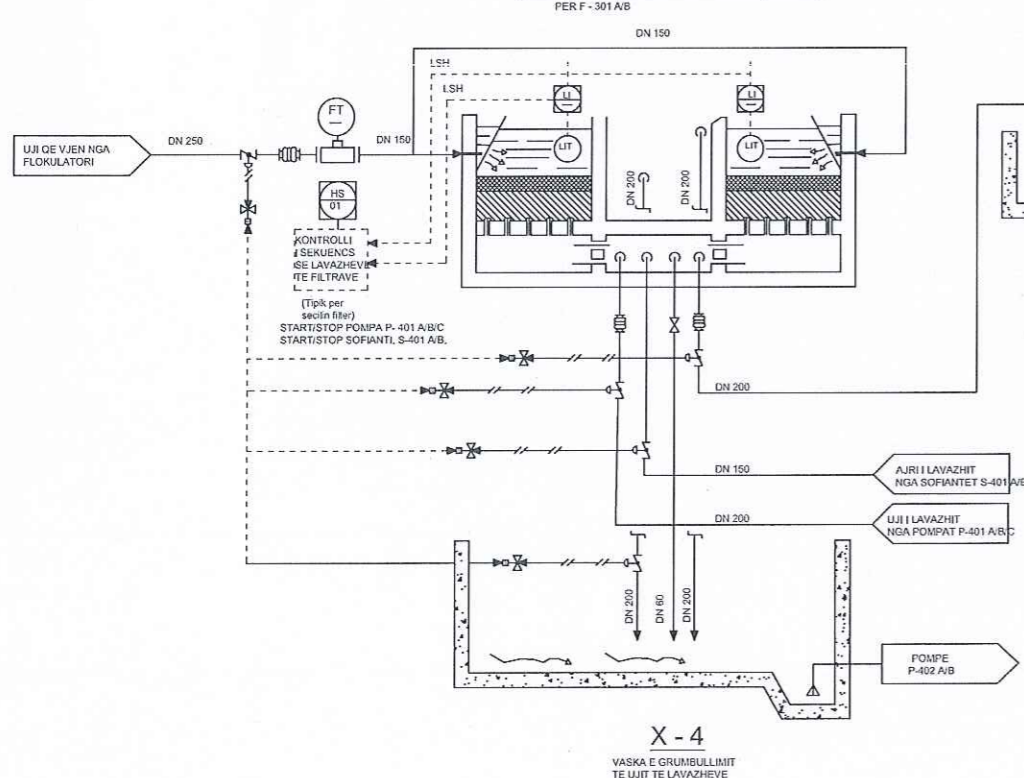 PER F - 301 A/B
DN 150
LSH
LSH
LI
LI
FT
UJI QE VJEN NGA
FLOKULATORI
DN 250
DN 150
LIT
LIT
HS
01
DN 200
DN 200
KONTROLLI
I SEKUENCS
SE LAVAZHEVE
TE FILTRAVE
(Tipik per
secilin filter)
START/STOP POMPA P- 401 A/B/C
START/STOP SOFIANTI, S-401 A/B,
DN 200
DN 150
AJRI I LAVAZHIT
NGA SOFIANTET S-401 A/B
DN 200
UJI I LAVAZHIT
NGA POMPAT P-401 A/B/C
DN 200
DN 60
DN 200
POMPE
P-402 A/B
X - 4
VASKA E GRUMBULLIMIT
TE UJIT TE LAVAZHEVE